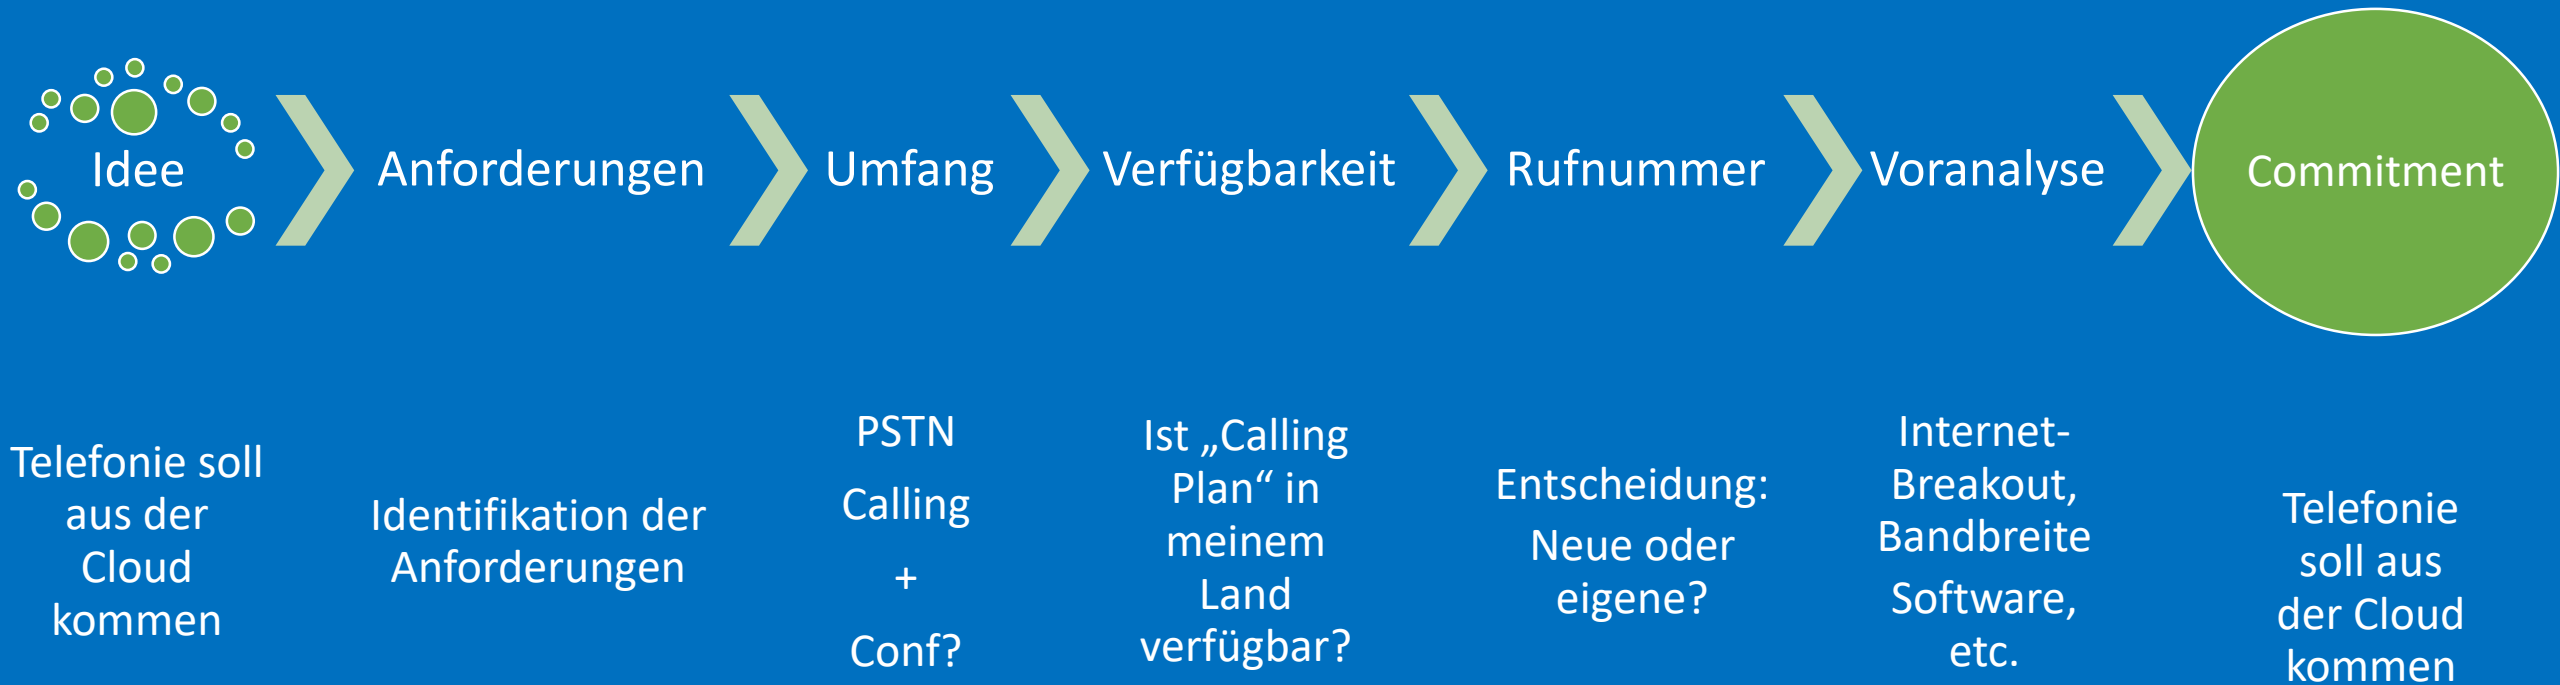 Idee
Anforderungen
Umfang
Verfügbarkeit
Rufnummer
Voranalyse
Commitment
Telefonie soll
aus der
Cloud
kommen
Identifikation der
Anforderungen
PSTN
Calling
+
Conf?
Ist „Calling
Plan“ in
meinem
Land
verfügbar?
Entscheidung:
Neue oder
eigene?
Internet-
Breakout,
Bandbreite
Software,
etc.
Telefonie
soll aus
der Cloud
kommen